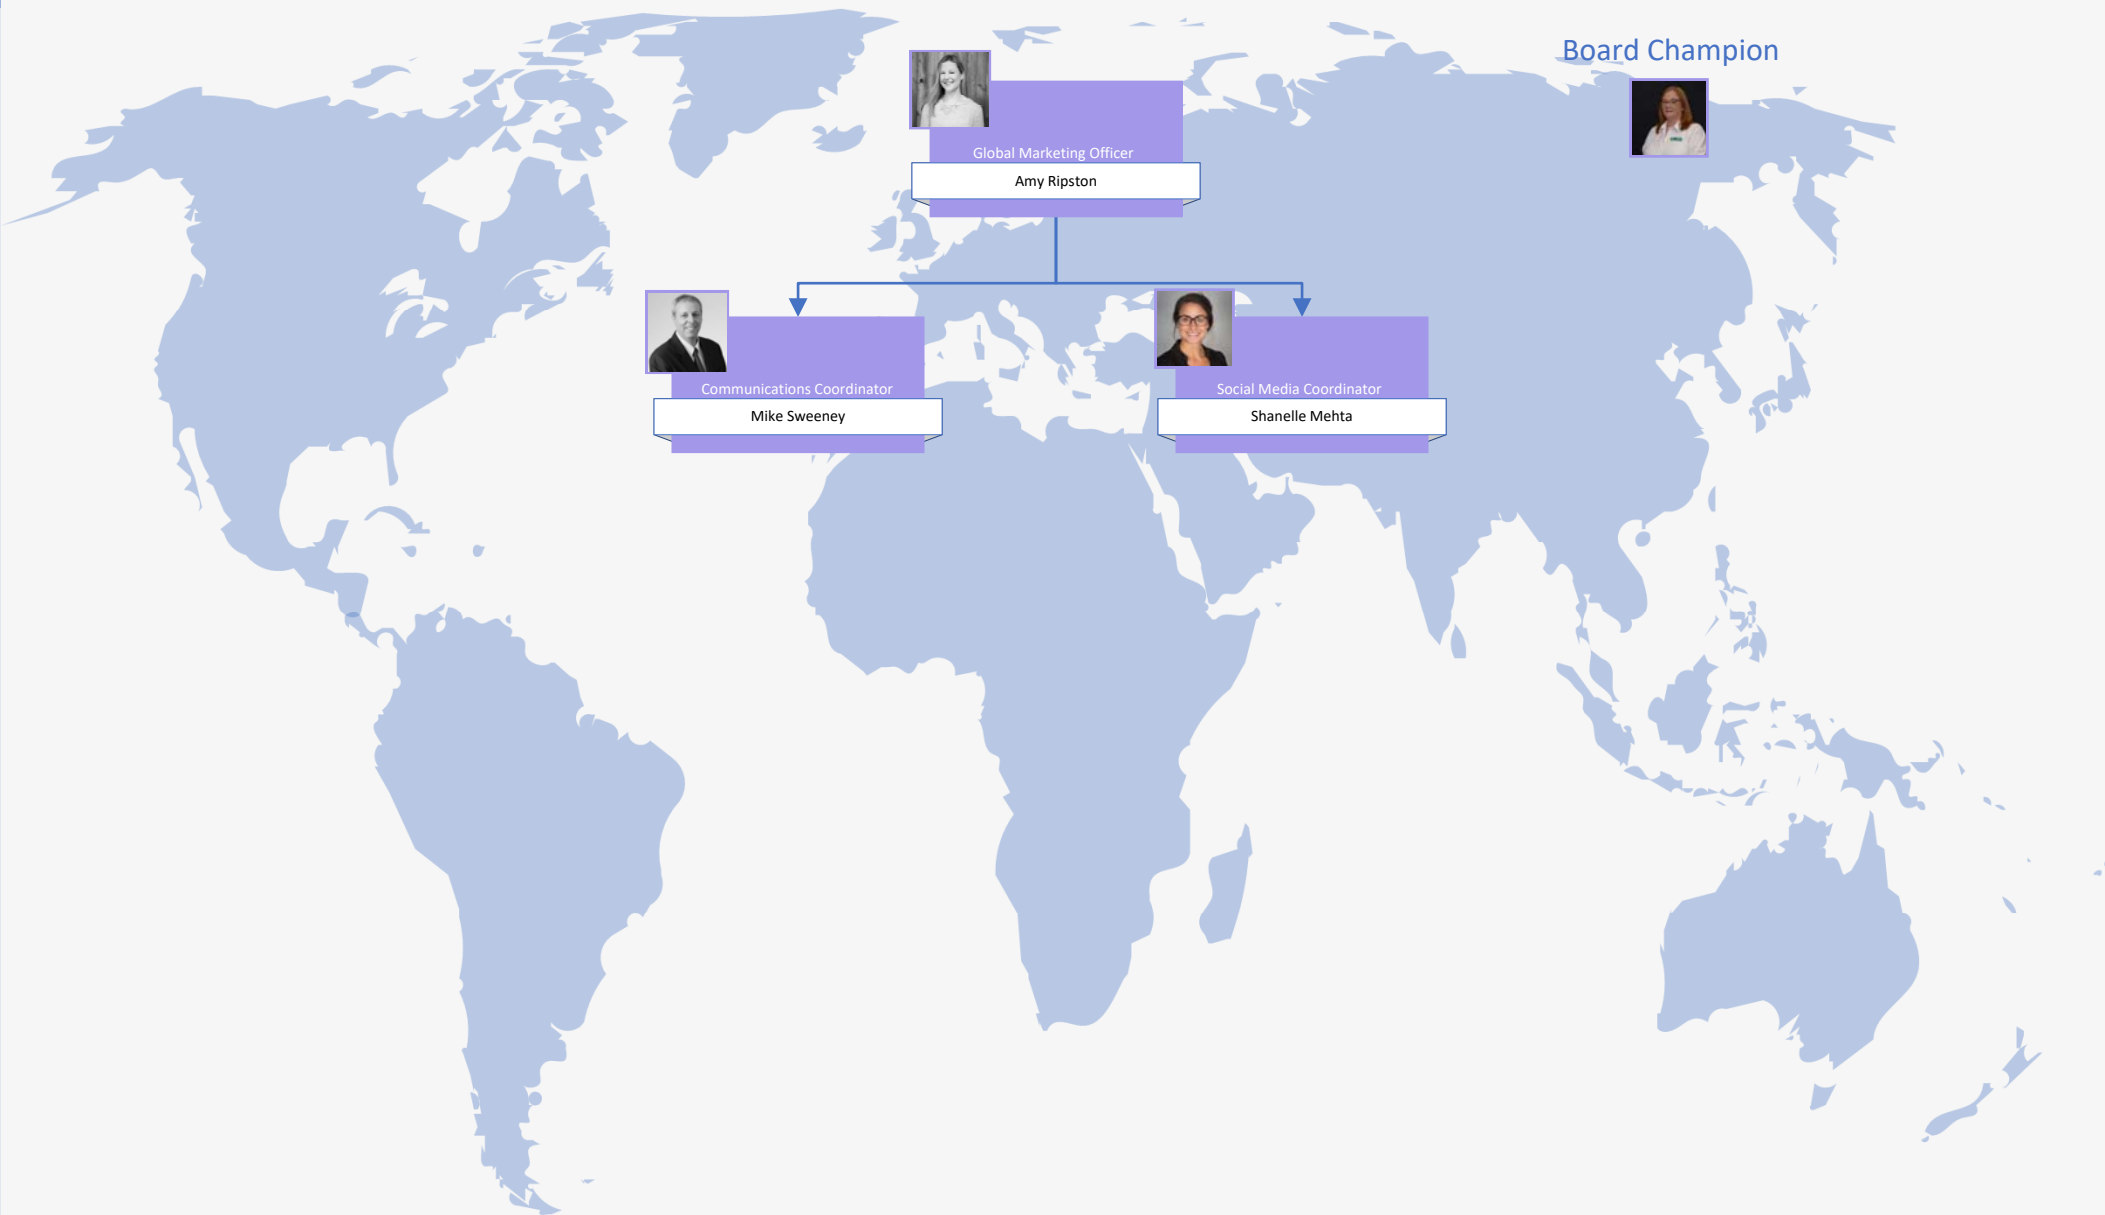 Board Champion
Global Marketing Officer
Amy Ripston
Communications Coordinator
Mike Sweeney
Social Media Coordinator
Shanelle Mehta